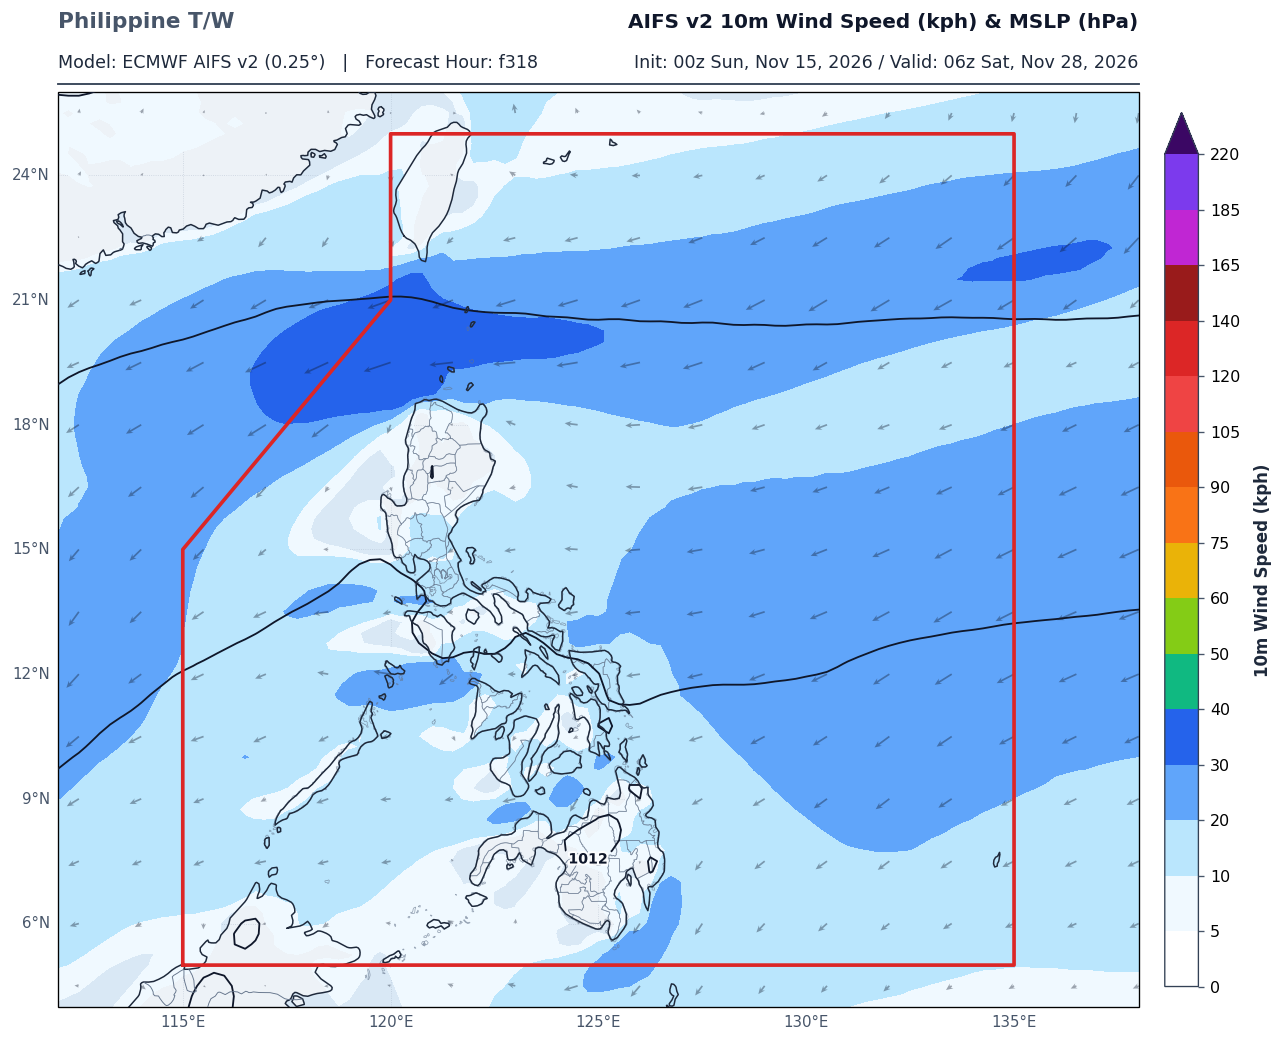 Philippine T/W
AIFS v2 10m Wind Speed (kph) & MSLP (hPa)
Model: ECMWF AIFS v2 (0.25°) | Forecast Hour: f318
Init: 00z Sun, Nov 15, 2026 / Valid: 06z Sat, Nov 28, 2026
24°N
21°N
18°N
15°N
12°N
9°N
6°N
1012
115°E
120°E
125°E
130°E
135°E
220
185
165
140
120
105
90
75
60
50
40
30
20
10
5
0
10m Wind Speed (kph)